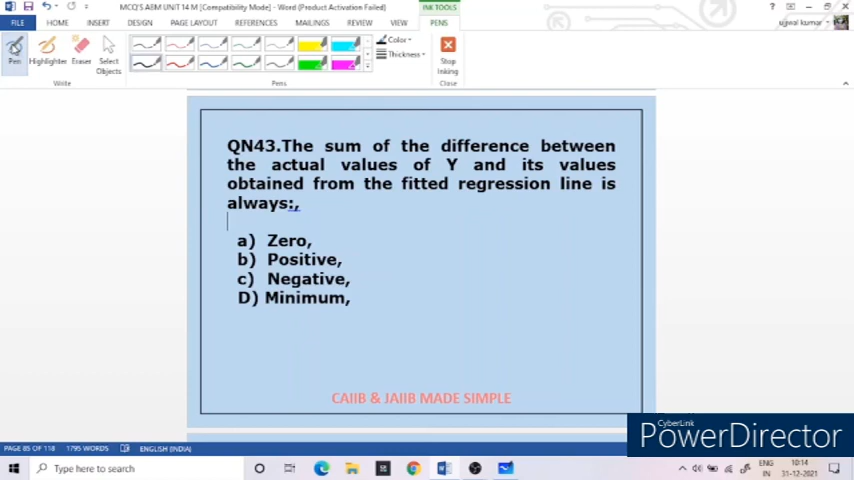 MCQ'S ABM UNIT 14 M [Compatibility Mode] - Word (Product Activation Failed)
INK TOOLS
FILE HOME INSERT DESIGN PAGE LAYOUT REFERENCES MAILINGS REVIEW VIEW PENS
ujjwal kumar
Pen Highlighter Eraser Select Objects
Color
Thickness
Stop Inking
Write Pens Close
QN43.The sum of the difference between
the actual values of Y and its values
obtained from the fitted regression line is
always:,
a) Zero,
b) Positive,
c) Negative,
D) Minimum,
CAIIB & JAIIB MADE SIMPLE
CyberLink
PowerDirector
PAGE 85 OF 118 1795 WORDS ENGLISH (INDIA)
Type here to search
ENG
IN
10:14
31-12-2021